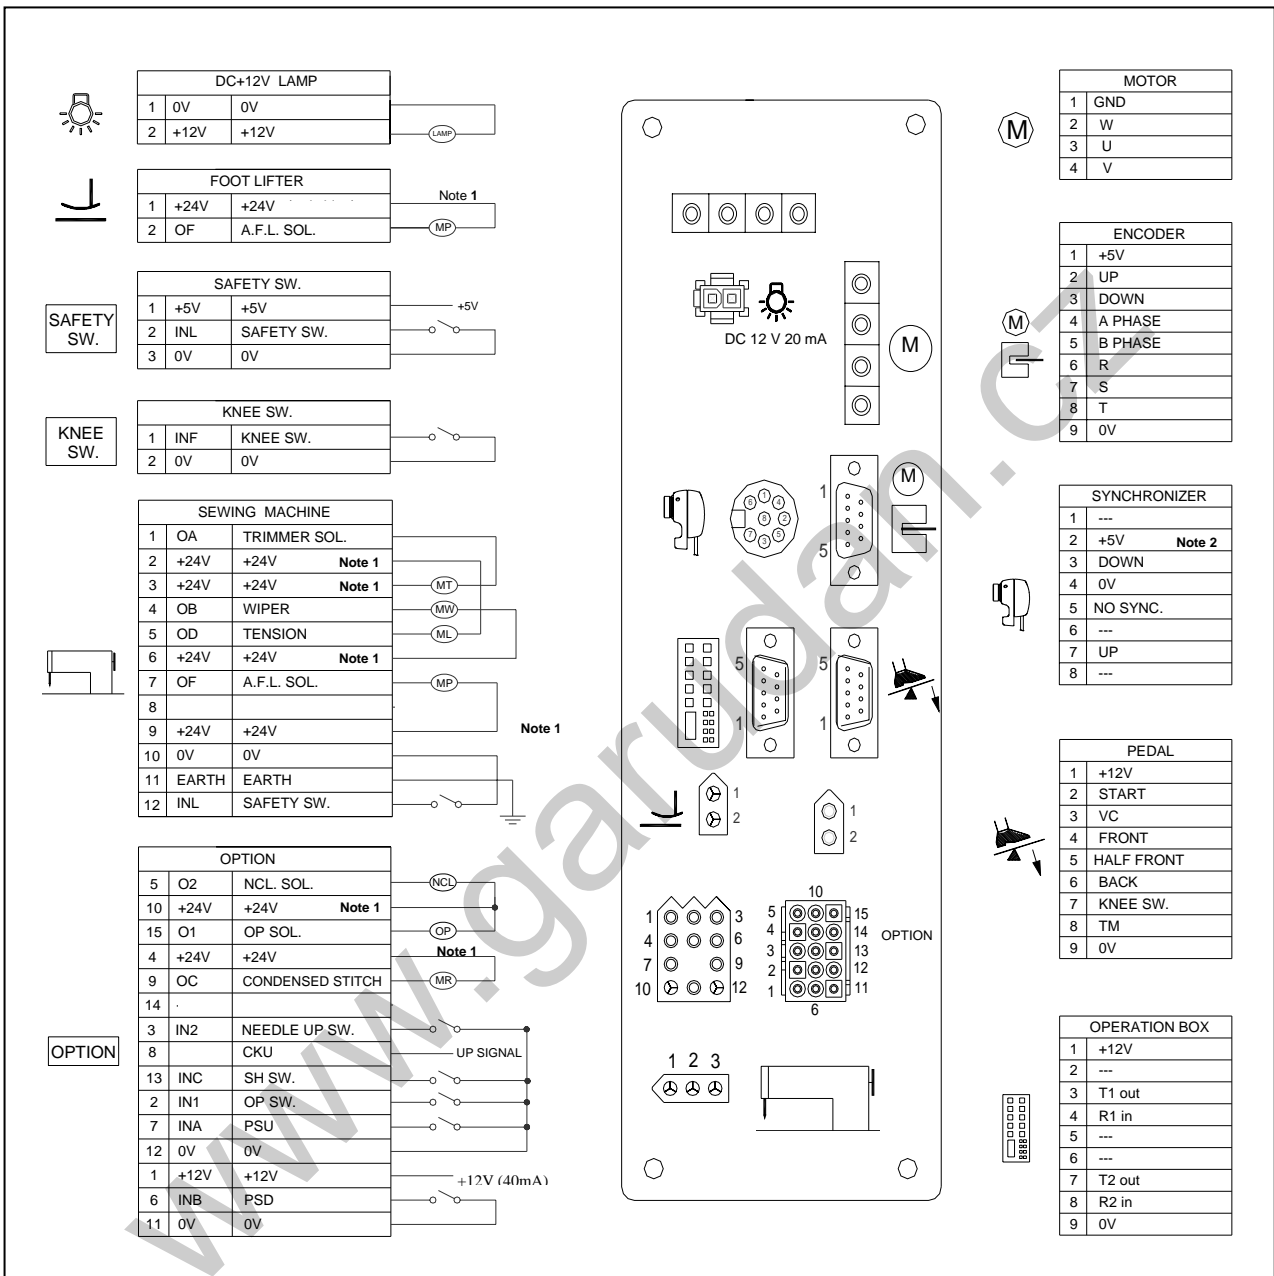 DC+12V LAMP
1 0V 0V
2 +12V +12V
LAMP
FOOT LIFTER
1 +24V +24V
2 OF A.F.L. SOL.
Note 1
MP
SAFETY SW.
SAFETY SW.
1 +5V +5V
2 INL SAFETY SW.
3 0V 0V
+5V
KNEE SW.
KNEE SW.
1 INF KNEE SW.
2 0V 0V
SEWING MACHINE
1 OA TRIMMER SOL.
2 +24V +24V Note 1
3 +24V +24V Note 1 MT
4 OB WIPER MW
5 OD TENSION ML
6 +24V +24V Note 1
7 OF A.F.L. SOL. MP
8
9 +24V +24V Note 1
10 0V 0V
11 EARTH EARTH
12 INL SAFETY SW.
OPTION
OPTION
5 O2 NCL. SOL. NCL
10 +24V +24V Note 1
15 O1 OP SOL. OP
4 +24V +24V Note 1
9 OC CONDENSED STITCH MR
14
3 IN2 NEEDLE UP SW.
8 CKU UP SIGNAL
13 INC SH SW.
2 IN1 OP SW.
7 INA PSU
12 0V 0V
1 +12V +12V +12V (40mA)
6 INB PSD
11 0V 0V
DC 12 V 20 mA
M
1
4
6
8
2
7
5
3
1
5
M
5
1
5
1
1
2
1
2
1 3
4 6
7 9
10 12
10
5 15
4 14
3 13
2 12
1 11
6
OPTION
1 2 3
M
MOTOR
1 GND
2 W
3 U
4 V
M
ENCODER
1 +5V
2 UP
3 DOWN
4 A PHASE
5 B PHASE
6 R
7 S
8 T
9 0V
SYNCHRONIZER
1 ---
2 +5V Note 2
3 DOWN
4 0V
5 NO SYNC.
6 ---
7 UP
8 ---
PEDAL
1 +12V
2 START
3 VC
4 FRONT
5 HALF FRONT
6 BACK
7 KNEE SW.
8 TM
9 0V
OPERATION BOX
1 +12V
2 ---
3 T1 out
4 R1 in
5 ---
6 ---
7 T2 out
8 R2 in
9 0V
www.garudan.cz